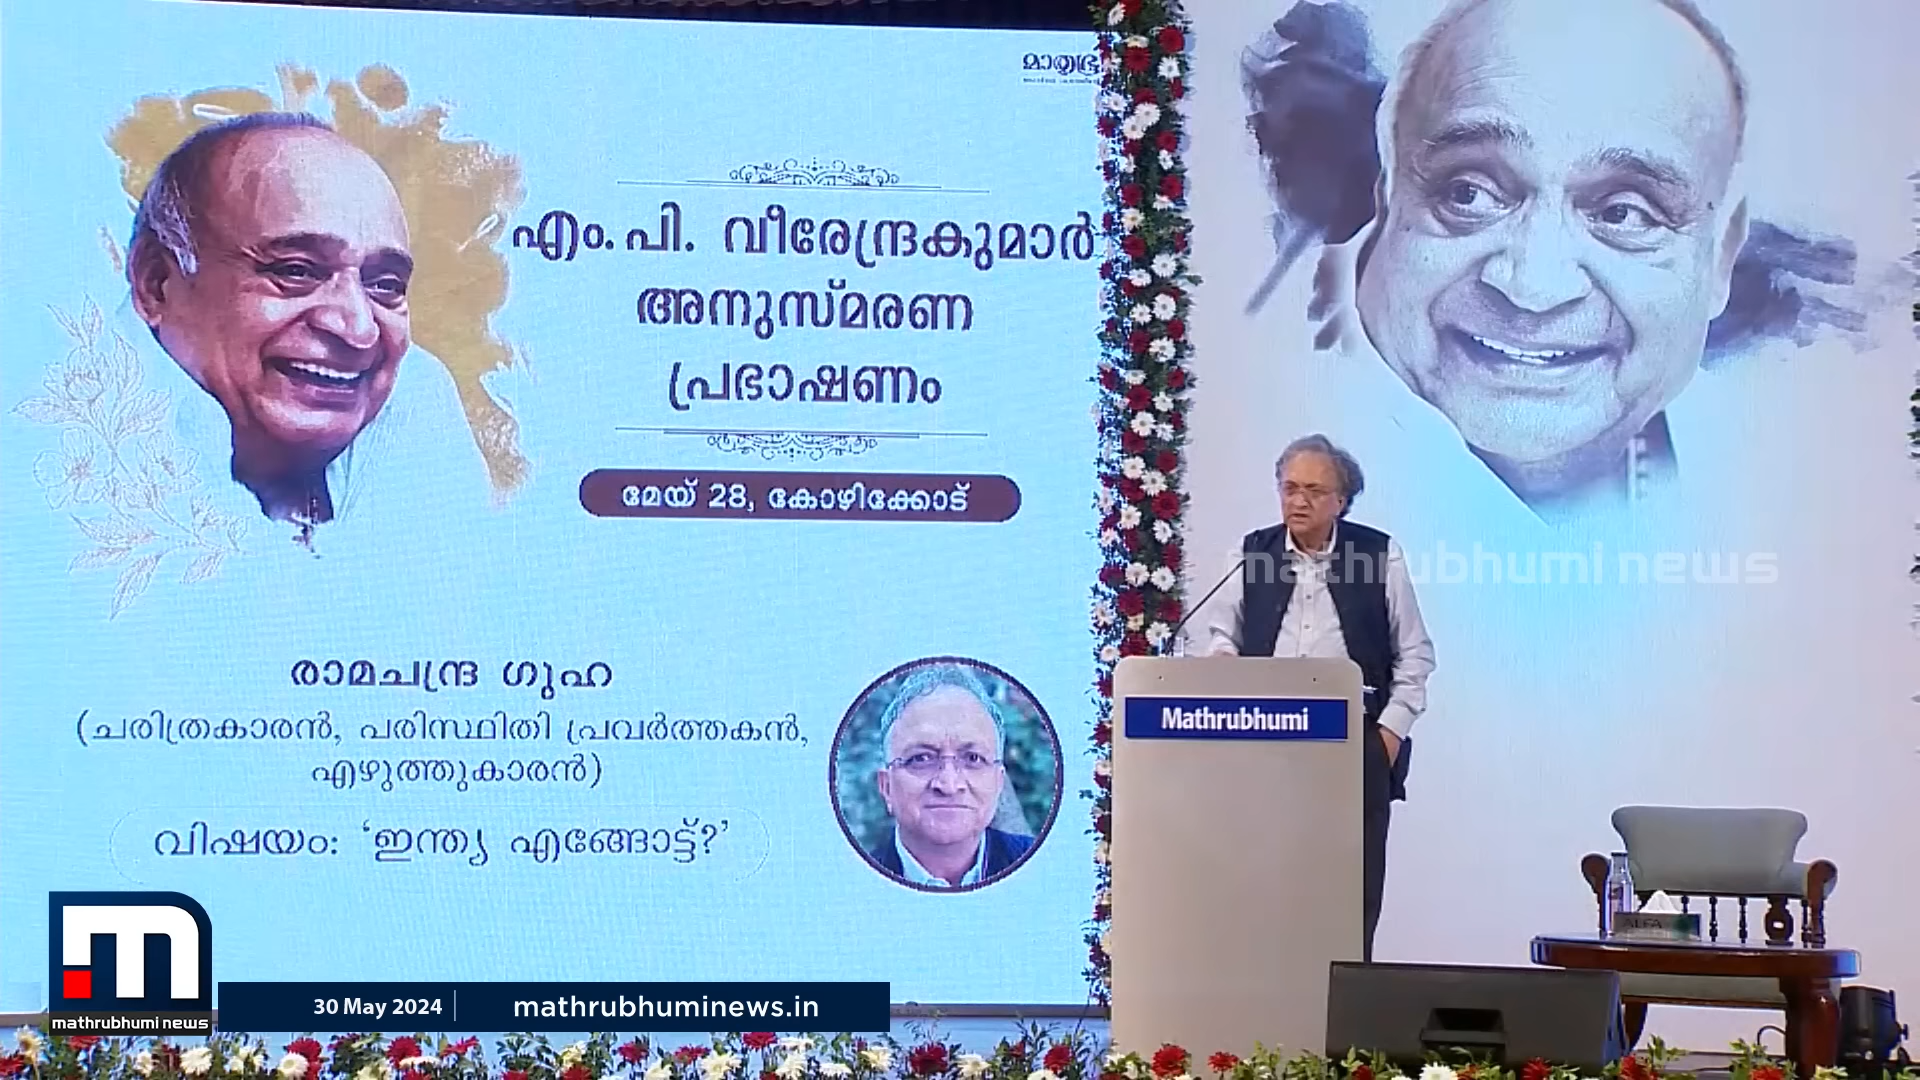 മാതൃഭൂ
എം.പി. വീരേന്ദ്രകുമാർ
അനുസ്മരണ
പ്രഭാഷണം
മേയ് 28, കോഴിക്കോട്
രാമചന്ദ്ര ഗുഹ
(ചരിത്രകാരൻ, പരിസ്ഥിതി പ്രവർത്തകൻ,
എഴുത്തുകാരൻ)
വിഷയം: ‘ഇന്ത്യ എങ്ങോട്ട്?’
mathrubhumi news
Mathrubhumi
ALFA
mathrubhumi news
30 May 2024
mathrubhuminews.in